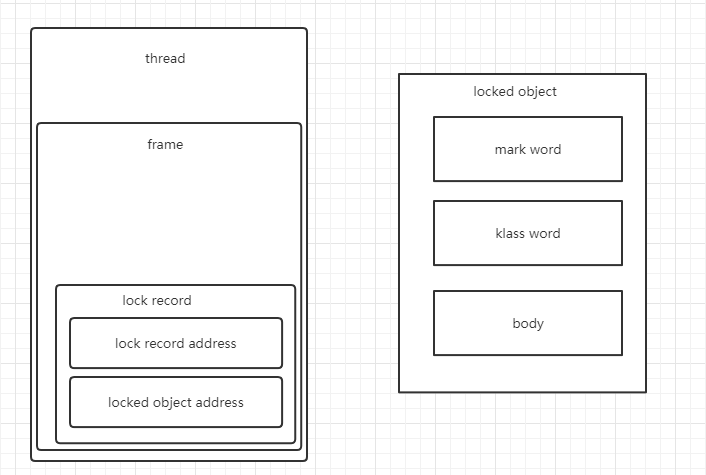 thread
frame
lock record
lock record address
locked object address
locked object
mark word
klass word
body